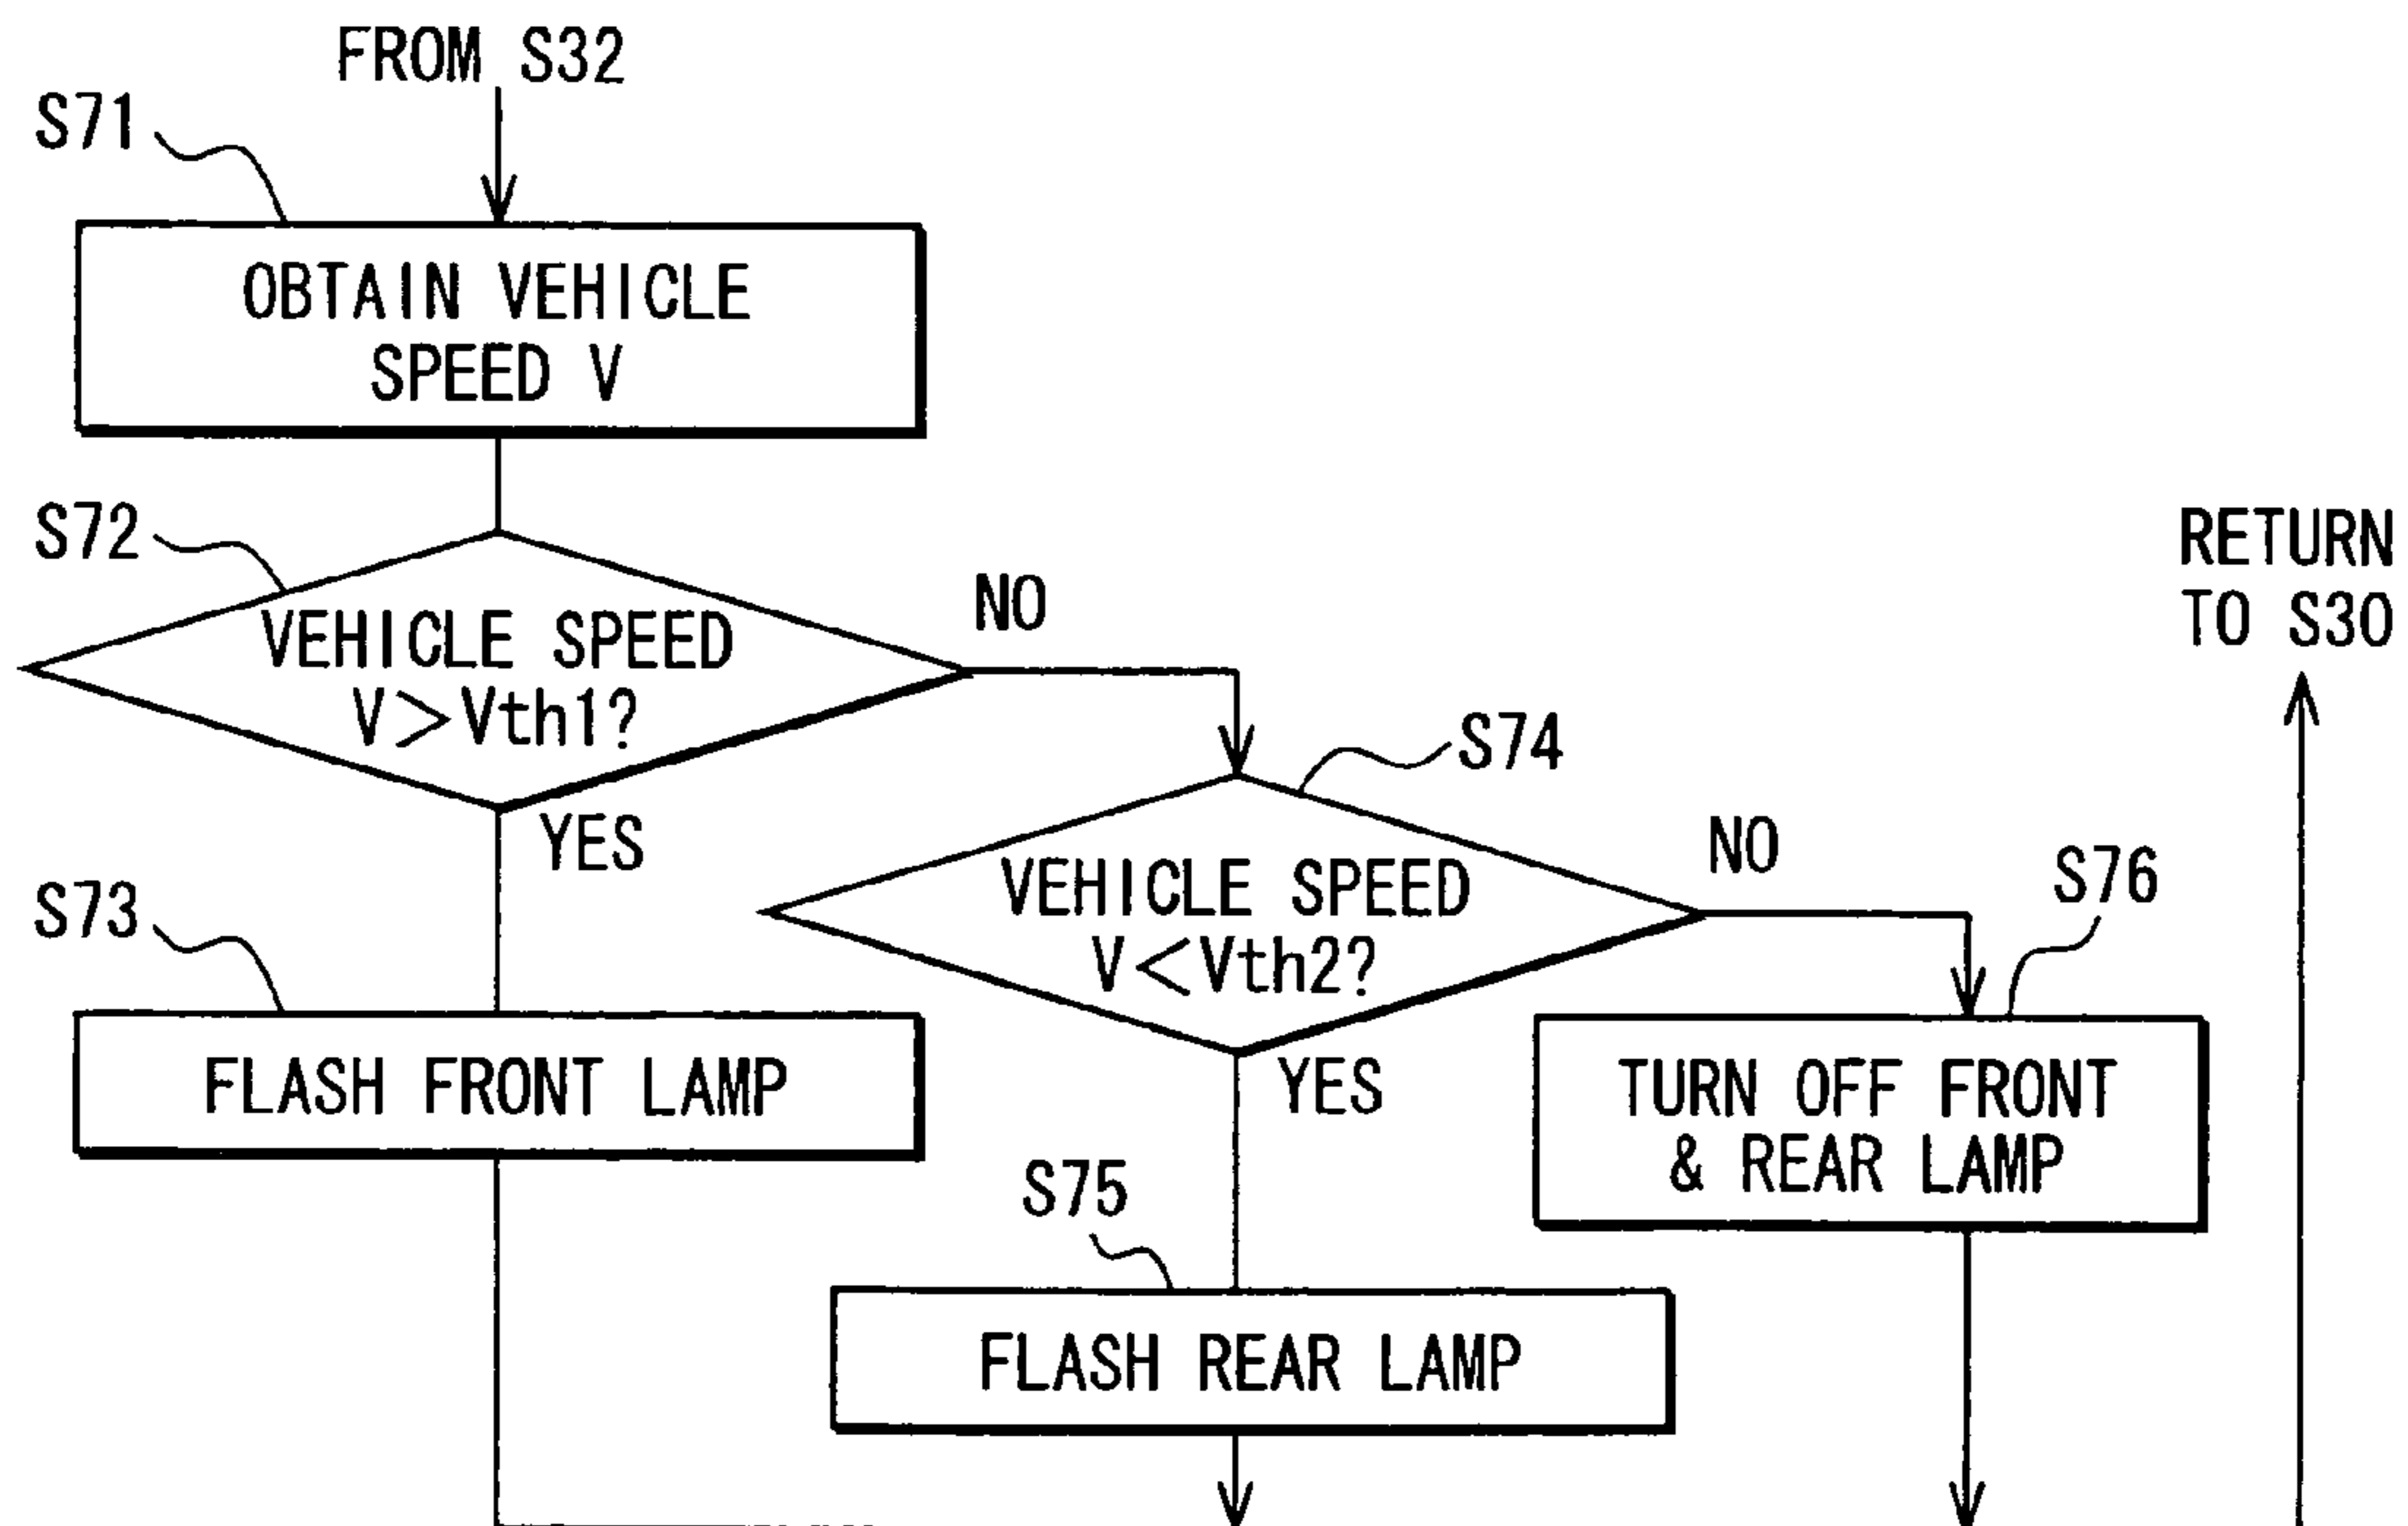 FROM S32
S71
OBTAIN VEHICLE
SPEED V
S72
VEHICLE SPEED
V>Vth1?
NO
YES
RETURN
TO S30
S74
VEHICLE SPEED
V<Vth2?
NO
YES
S76
S73
FLASH FRONT LAMP
TURN OFF FRONT
& REAR LAMP
S75
FLASH REAR LAMP